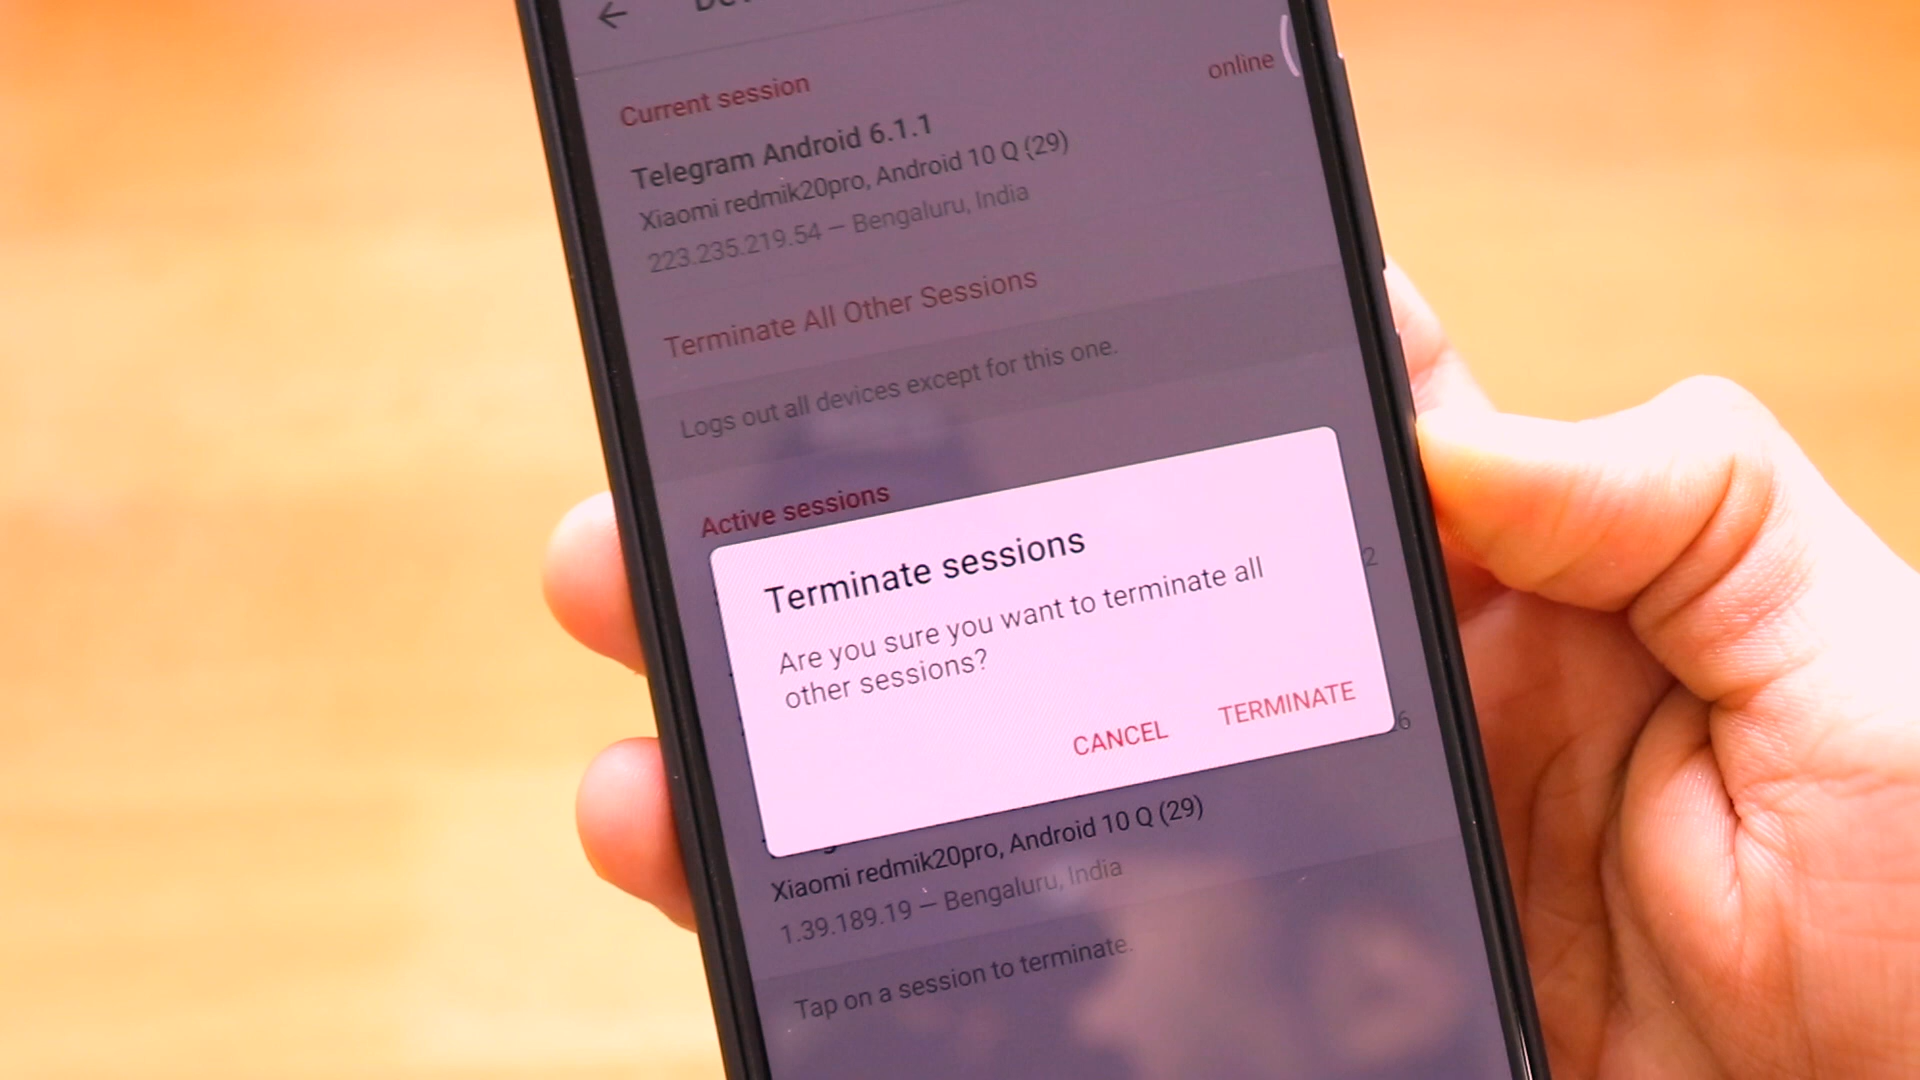 Current session
online
Telegram Android 6.1.1
Xiaomi redmik20pro, Android 10 Q (29)
223.235.219.54 – Bengaluru, India
Terminate All Other Sessions
Logs out all devices except for this one.
Active sessions
Terminate sessions
Are you sure you want to terminate all
other sessions?
CANCEL
TERMINATE
Xiaomi redmik20pro, Android 10 Q (29)
1.39.189.19 – Bengaluru, India
Tap on a session to terminate.